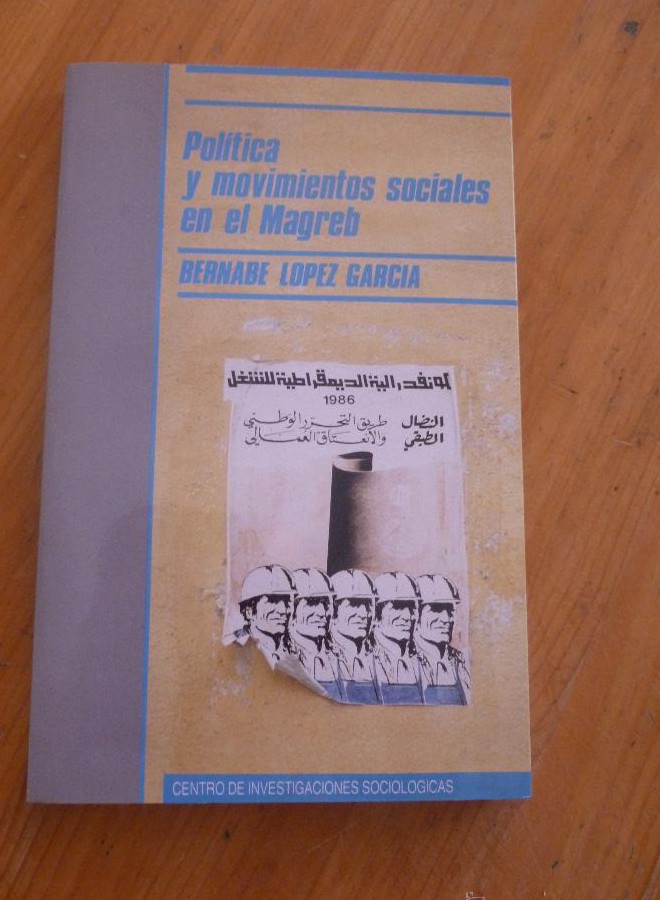 Política
y movimientos sociales
en el Magreb
BERNABE LOPEZ GARCIA
كونفدرالية الديمقراطية للشغل
1986
النضال طريق التحرر الوطني
الطبقي والانعتاق العمالي
CENTRO DE INVESTIGACIONES SOCIOLOGICAS